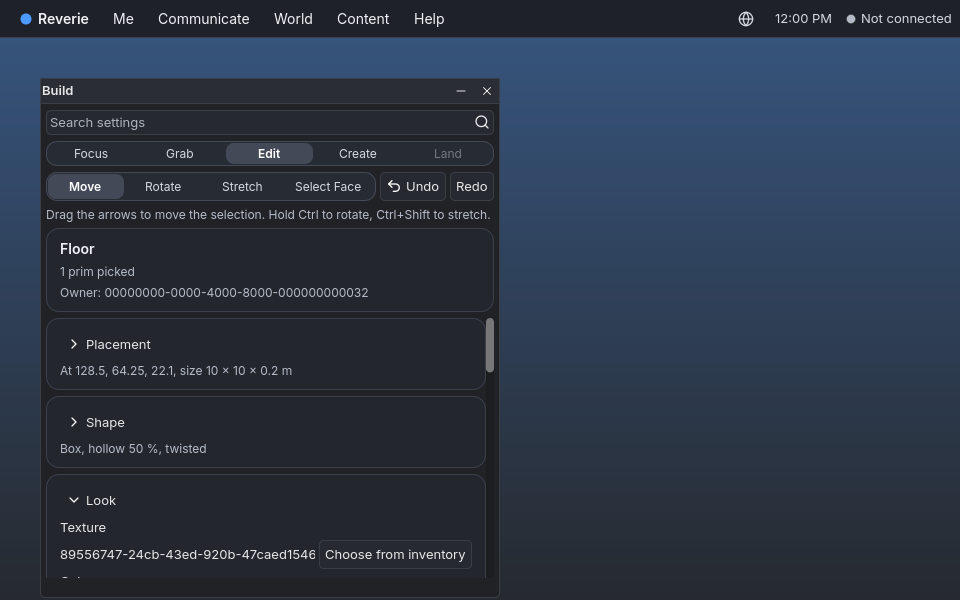 Reverie Me Communicate World Content Help 12:00 PM Not connected
Build
Search settings
Focus Grab Edit Create Land
Move Rotate Stretch Select Face Undo Redo
Drag the arrows to move the selection. Hold Ctrl to rotate, Ctrl+Shift to stretch.
Floor
1 prim picked
Owner: 00000000-0000-4000-8000-000000000032
Placement
At 128.5, 64.25, 22.1, size 10 × 10 × 0.2 m
Shape
Box, hollow 50 %, twisted
Look
Texture
89556747-24cb-43ed-920b-47caed1546 Choose from inventory